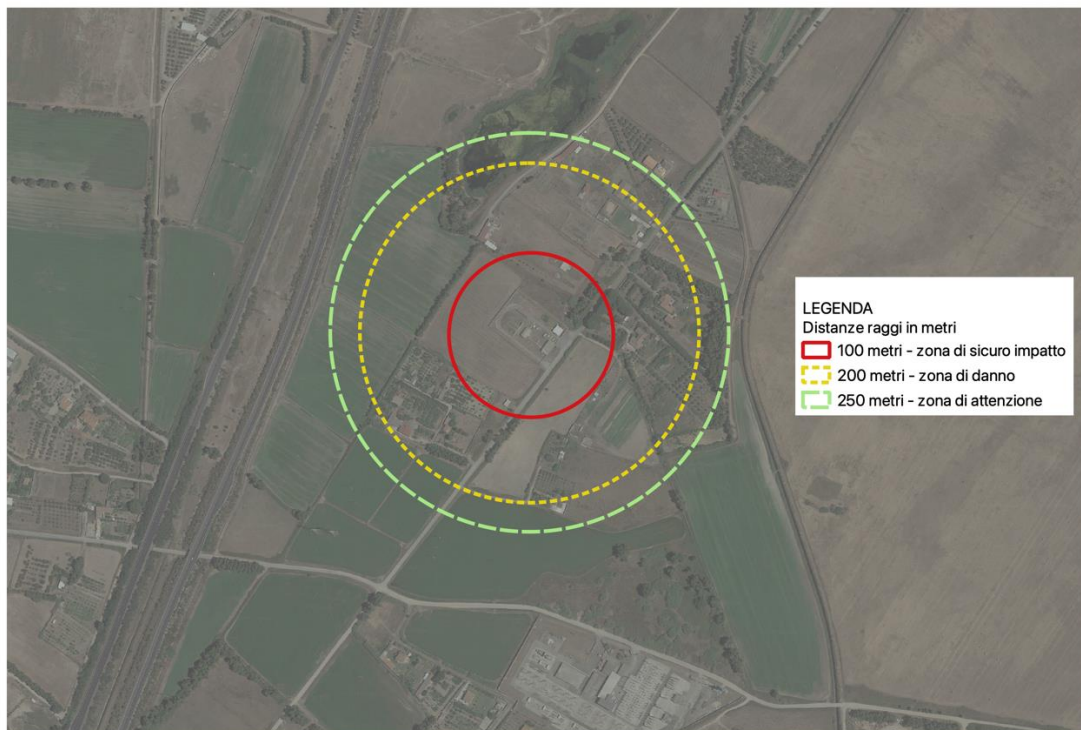 LEGENDA
Distanze raggi in metri
100 metri - zona di sicuro impatto
200 metri - zona di danno
250 metri - zona di attenzione